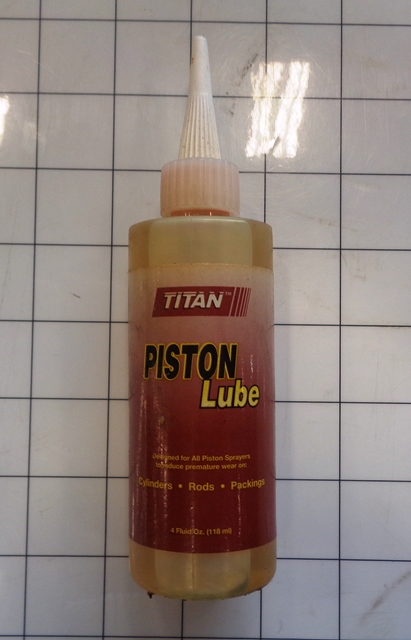 TITAN™
PISTON
Lube
Designed for All Piston Sprayers
to reduce premature wear on:
Cylinders • Rods • Packings
4 Fluid Oz. (118 ml)